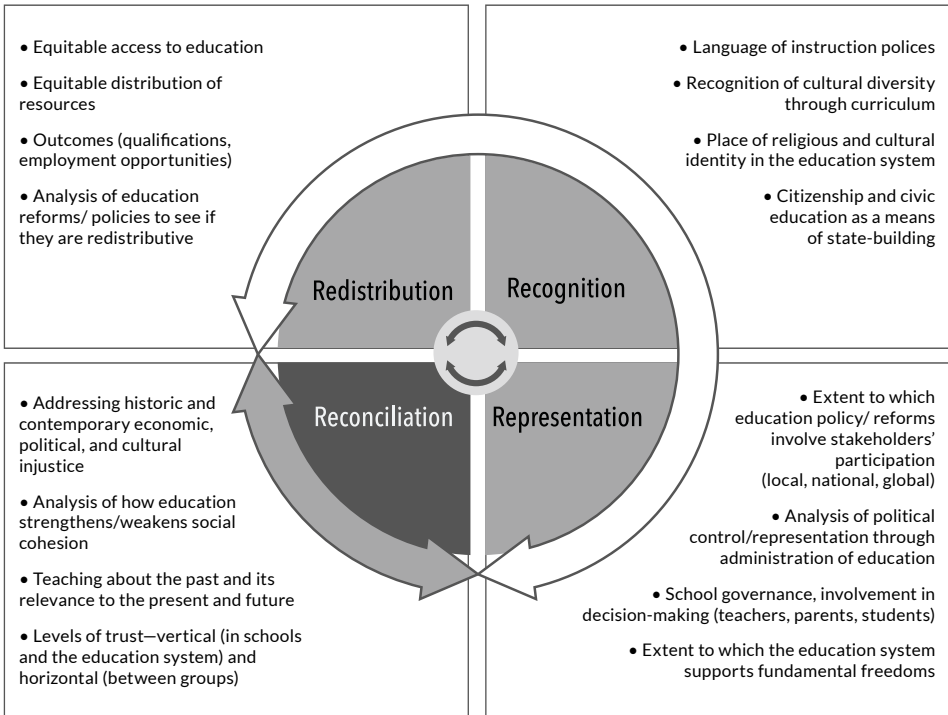 • Equitable access to education
• Equitable distribution of
resources
• Outcomes (qualifications,
employment opportunities)
• Analysis of education
reforms/ policies to see if
they are redistributive
• Language of instruction polices
• Recognition of cultural diversity
through curriculum
• Place of religious and cultural
identity in the education system
• Citizenship and civic
education as a means
of state-building
Redistribution
Recognition
Reconciliation
Representation
• Addressing historic and
contemporary economic,
political, and cultural
injustice
• Analysis of how education
strengthens/weakens social
cohesion
• Teaching about the past and its
relevance to the present and future
• Levels of trust—vertical (in schools
and the education system) and
horizontal (between groups)
• Extent to which
education policy/ reforms
involve stakeholders’
participation
(local, national, global)
• Analysis of political
control/representation through
administration of education
• School governance, involvement in
decision-making (teachers, parents, students)
• Extent to which the education system
supports fundamental freedoms